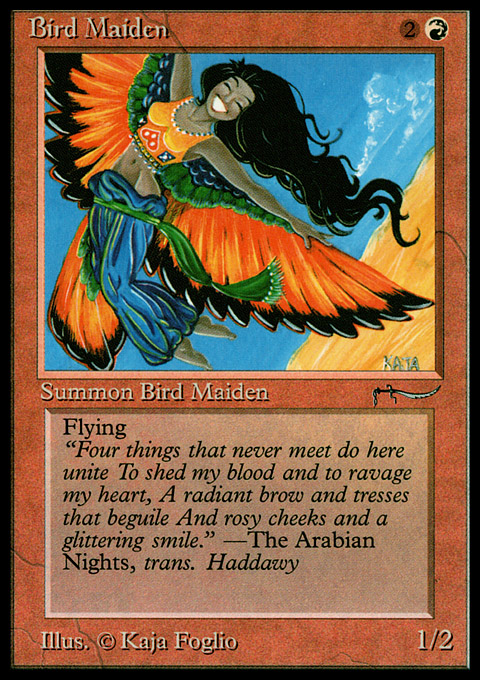 Bird Maiden 2
KAJA
Summon Bird Maiden
Flying
“Four things that never meet do here
unite To shed my blood and to ravage
my heart, A radiant brow and tresses
that beguile And rosy cheeks and a
glittering smile.” —The Arabian
Nights, trans. Haddawy
Illus. © Kaja Foglio 1/2